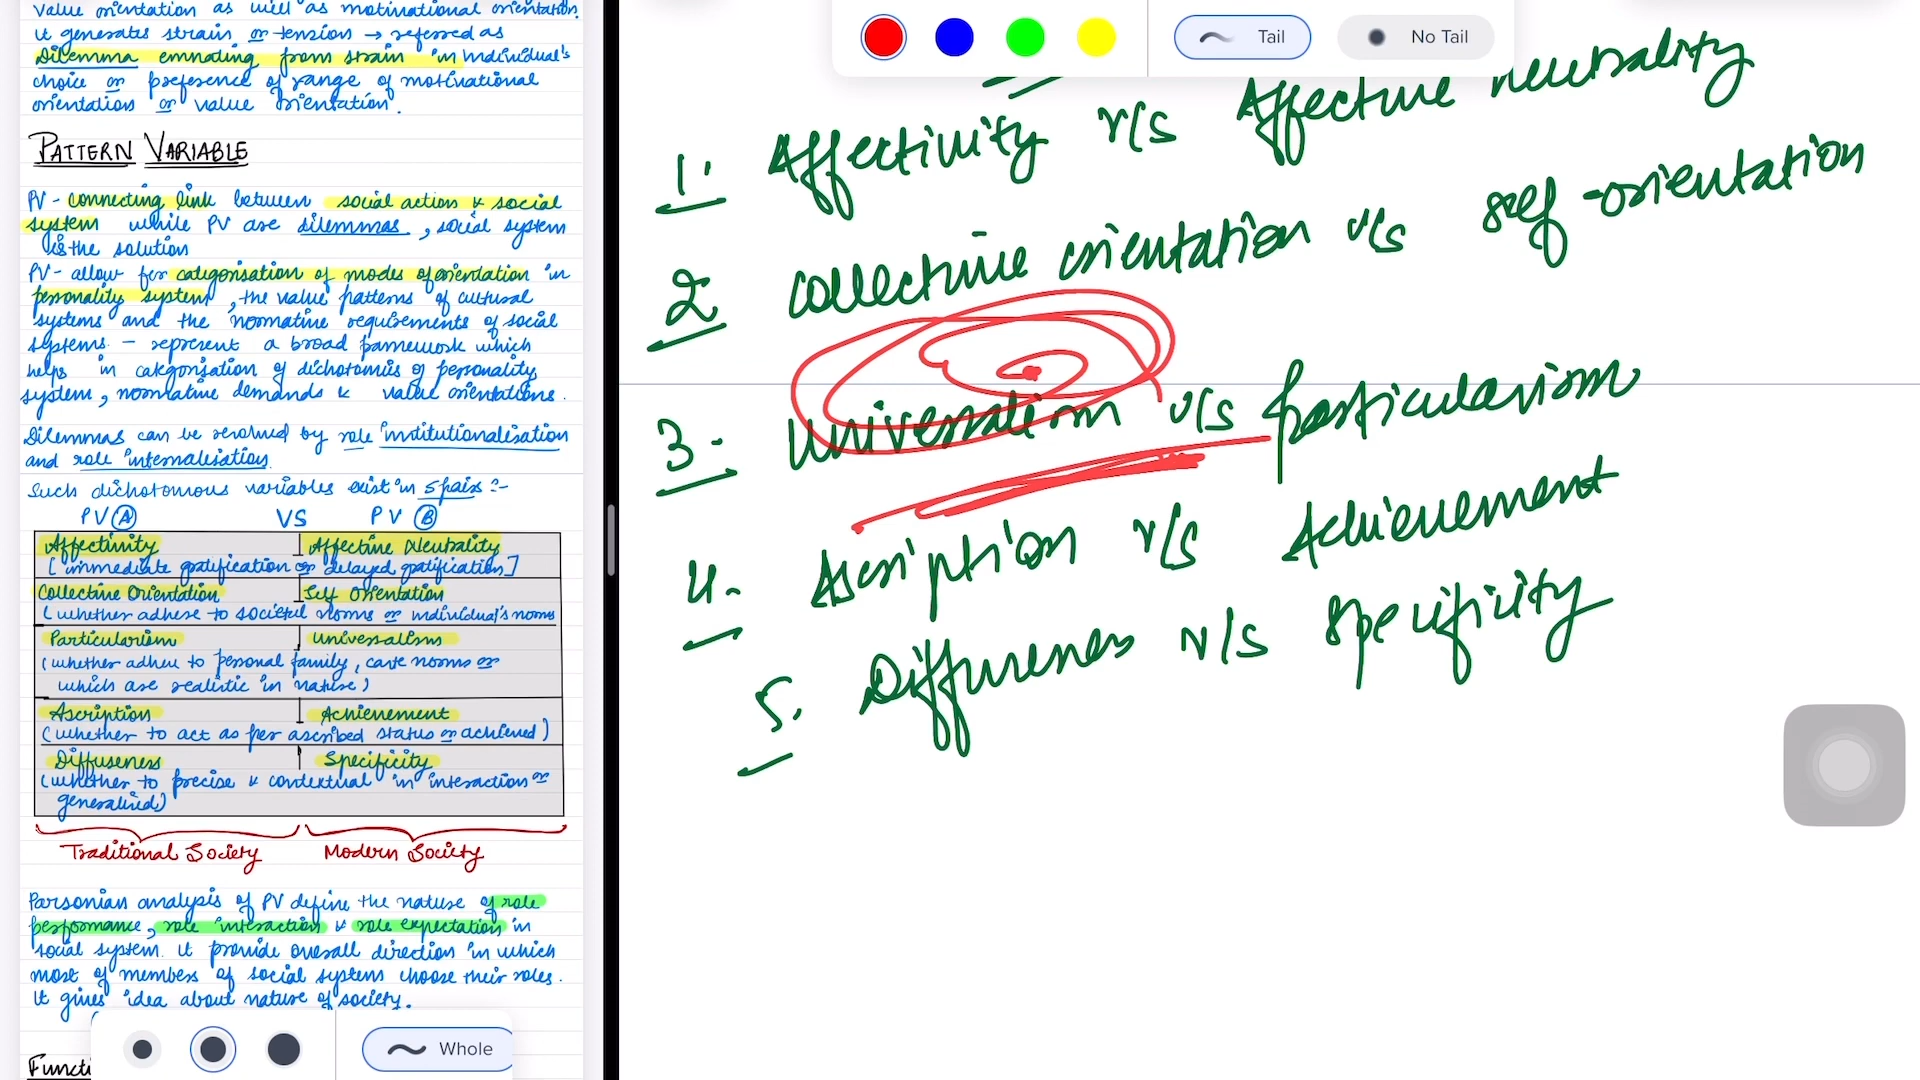 value orientation as well as motivational orientation.
it generates strain or tension → referred as
Dilemma emnating from strain in individual's
choice or preference of range of motivational
orientation or value orientation.
PATTERN VARIABLE
PV - connecting link between social action & social
system while PV are dilemmas, social system
is the solution
PV - allow for categorisation of modes of orientation in
personality system, the value patterns of cultural
systems and the normative requirements of social
systems. - represent a broad framework which
helps in categorisation of dichotomies of personality
system, normative demands & value orientations.
Dilemmas can be resolved by role institutionalisation
and role internalisation.
Such dichotomous variables exist in 5 pairs :-
PV A VS PV B
Affectivity Affective Neutrality
[immediate gratification or delayed gratification]
Collective Orientation Self Orientation
(whether adhere to societal norms or individual's norms
Particularism Universalism
(whether adhere to personal family, caste norms or
which are realistic in nature)
Ascription Achievement
(whether to act as per ascribed status or achieved)
Diffuseness Specificity
(whether to precise & contextual in interaction or
generalised)
Traditional Society Modern Society
Parsonian analysis of PV define the nature of role
performance, role interaction & role expectation in
social system. it provide overall direction in which
most of members of social system choose their roles.
it gives idea about nature of society.
Functi
Whole
Tail No Tail
1. Affectivity v/s Affective neutrality
2. collective orientation v/s self-orientation
3. universalism v/s particularism
4. Ascription v/s Achievement
5. Diffuseness v/s specificity